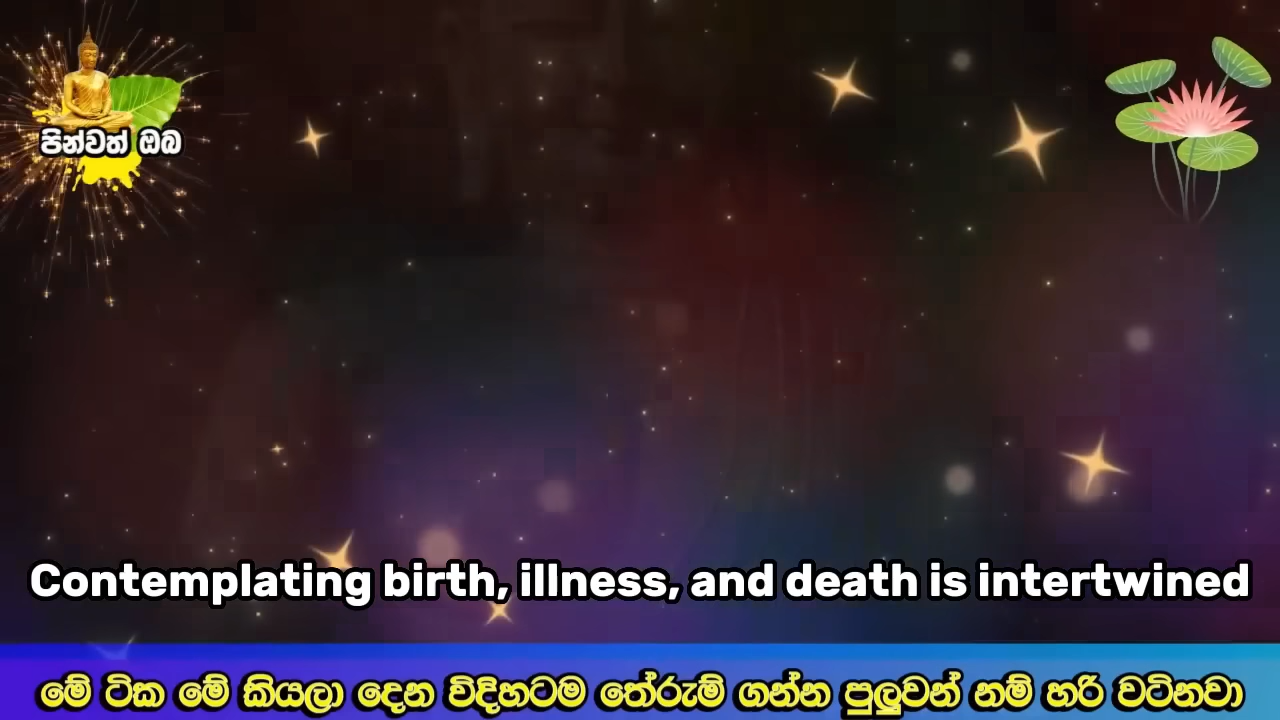 පින්වත් ඔබ
Contemplating birth, illness, and death is intertwined
මේ ටික මේ කියලා දෙන විදිහටම තේරුම් ගන්න පුලුවන් නම් හරි වටිනවා